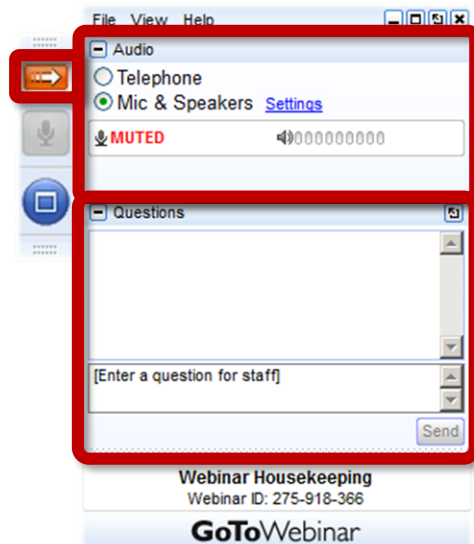 File View Help
Audio
Telephone
Mic & Speakers Settings
MUTED 000000000
Questions
[Enter a question for staff]
Send
Webinar Housekeeping
Webinar ID: 275-918-366
GoToWebinar